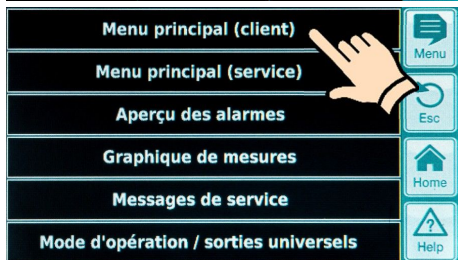 Menu principal (client)
Menu principal (service)
Aperçu des alarmes
Graphique de mesures
Messages de service
Mode d'opération / sorties universels
Menu
Esc
Home
?
Help